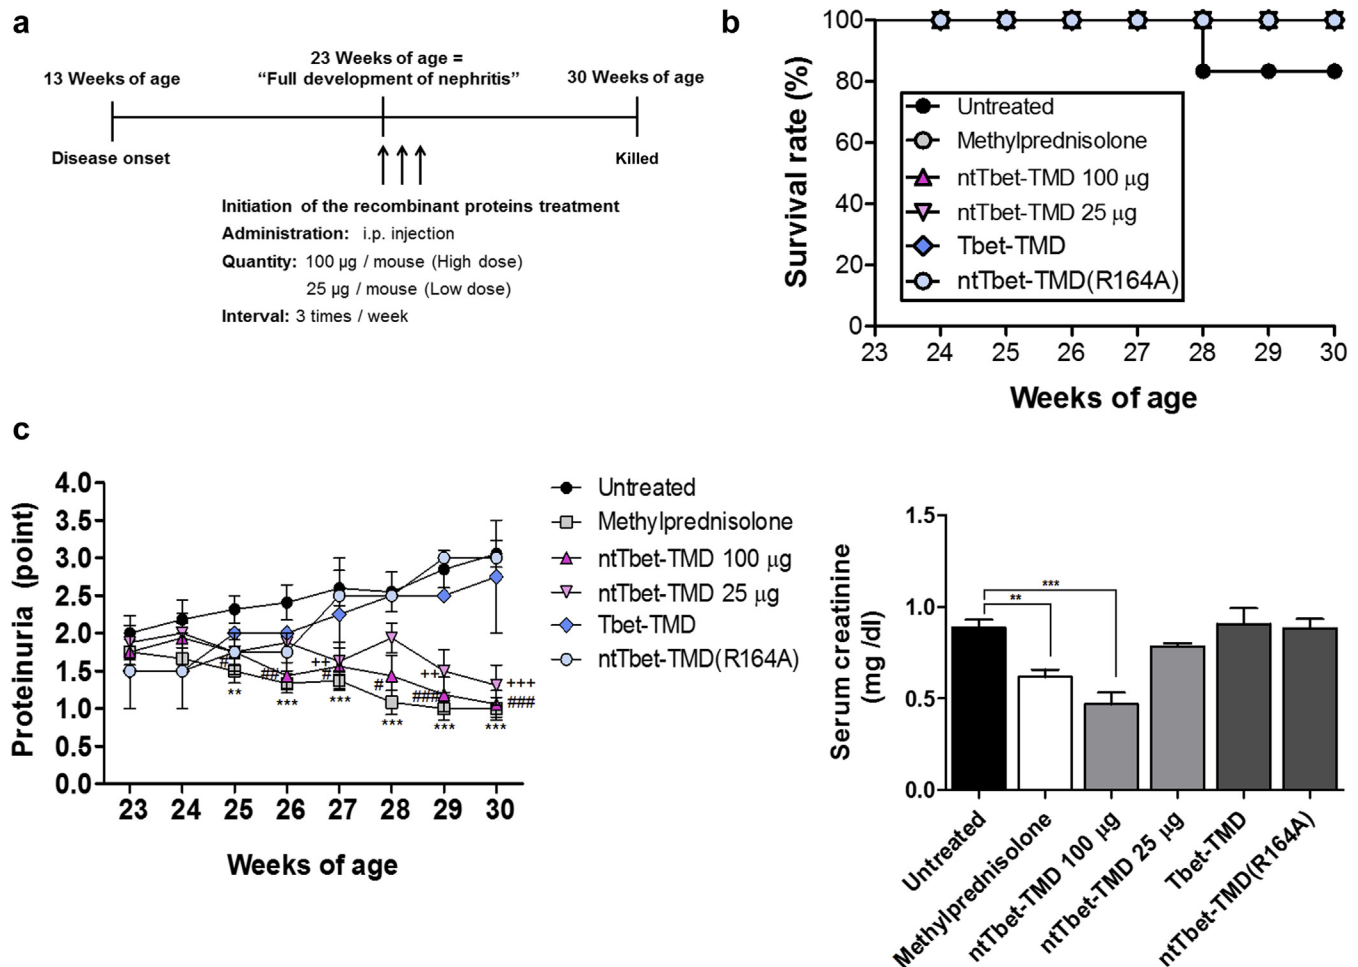 a
23 Weeks of age =
13 Weeks of age
“Full development of nephritis”
30 Weeks of age
Disease onset
Killed
Initiation of the recombinant proteins treatment
Administration: i.p. injection
Quantity: 100 µg / mouse (High dose)
25 µg / mouse (Low dose)
Interval: 3 times / week
b
Survival rate (%)
100
80
60
40
20
0
Untreated
Methylprednisolone
ntTbet-TMD 100 µg
ntTbet-TMD 25 µg
Tbet-TMD
ntTbet-TMD(R164A)
23 24 25 26 27 28 29 30
Weeks of age
c
Proteinuria (point)
4.0
3.5
3.0
2.5
2.0
1.5
1.0
0.5
0.0
# ## ++ # # ++ ### +++ ###
** *** *** *** *** ***
23 24 25 26 27 28 29 30
Weeks of age
Untreated
Methylprednisolone
ntTbet-TMD 100 µg
ntTbet-TMD 25 µg
Tbet-TMD
ntTbet-TMD(R164A)
Serum creatinine
(mg /dl)
1.5
1.0
0.5
0.0
***
**
Untreated
Methylprednisolone
ntTbet-TMD 100 µg
ntTbet-TMD 25 µg
Tbet-TMD
ntTbet-TMD(R164A)